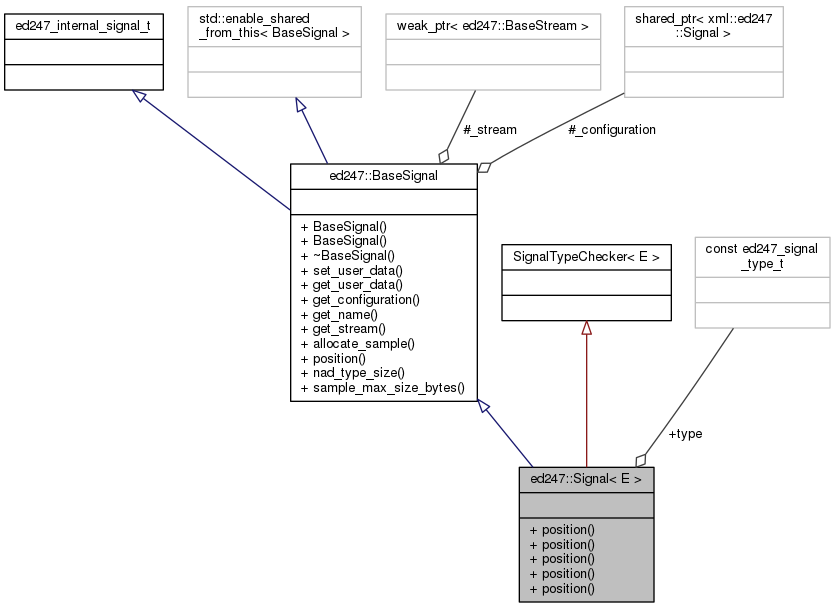 ed247_internal_signal_t
std::enable_shared
_from_this< BaseSignal >
weak_ptr< ed247::BaseStream >
shared_ptr< xml::ed247
::Signal >
#_stream
#_configuration
ed247::BaseSignal
+ BaseSignal()
+ BaseSignal()
+ ~BaseSignal()
+ set_user_data()
+ get_user_data()
+ get_configuration()
+ get_name()
+ get_stream()
+ allocate_sample()
+ position()
+ nad_type_size()
+ sample_max_size_bytes()
SignalTypeChecker< E >
const ed247_signal
_type_t
+type
ed247::Signal< E >
+ position()
+ position()
+ position()
+ position()
+ position()